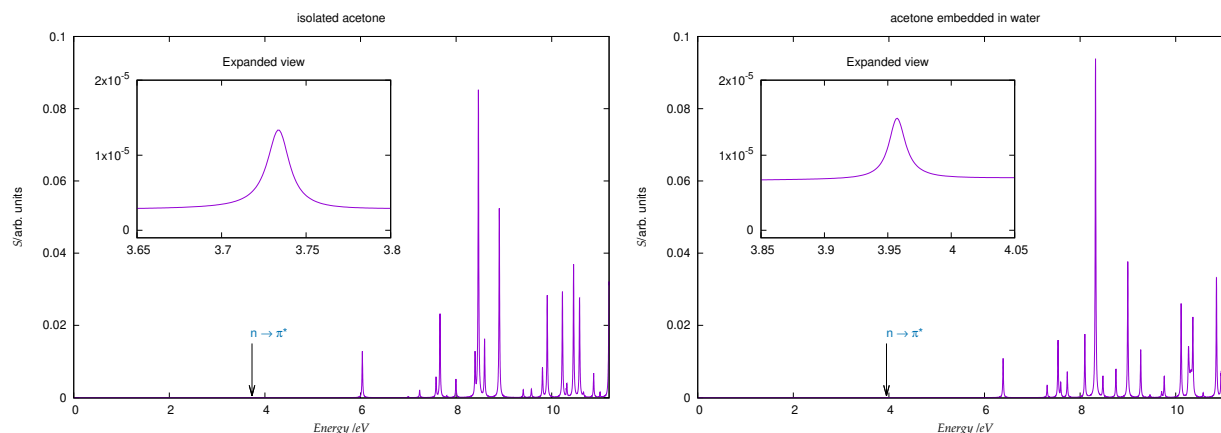 isolated acetone
0.1
0.08
0.06
0.04
0.02
0
S/arb. units
0 2 4 6 8 10
Energy /eV
n → π*
Expanded view
2x10⁻⁵
1x10⁻⁵
0
3.65 3.7 3.75 3.8
acetone embedded in water
0.1
0.08
0.06
0.04
0.02
0
S/arb. units
0 2 4 6 8 10
Energy /eV
n → π*
Expanded view
2x10⁻⁵
1x10⁻⁵
0
3.85 3.9 3.95 4 4.05